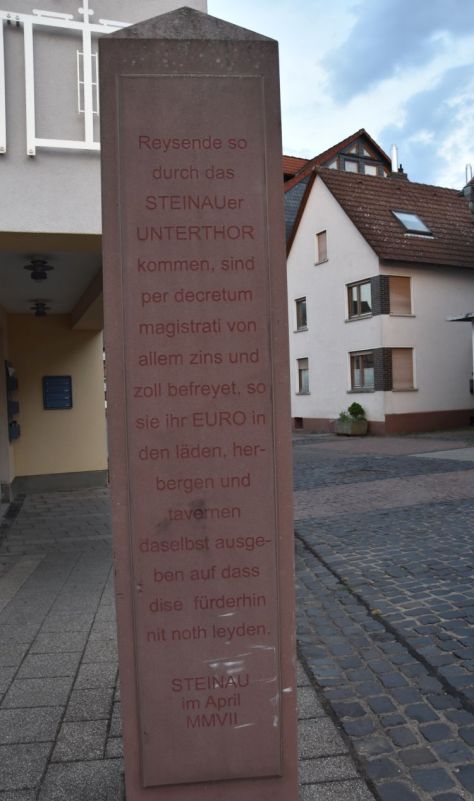 Reysende so
durch das
STEINAUer
UNTERTHOR
kommen, sind
per decretum
magistrati von
allem zins und
zoll befreyet, so
sie ihr EURO in
den läden, her-
bergen und
tavernen
daselbst ausge-
ben auf dass
dise fürderhin
nit noth leyden.
STEINAU
im April
MMVII